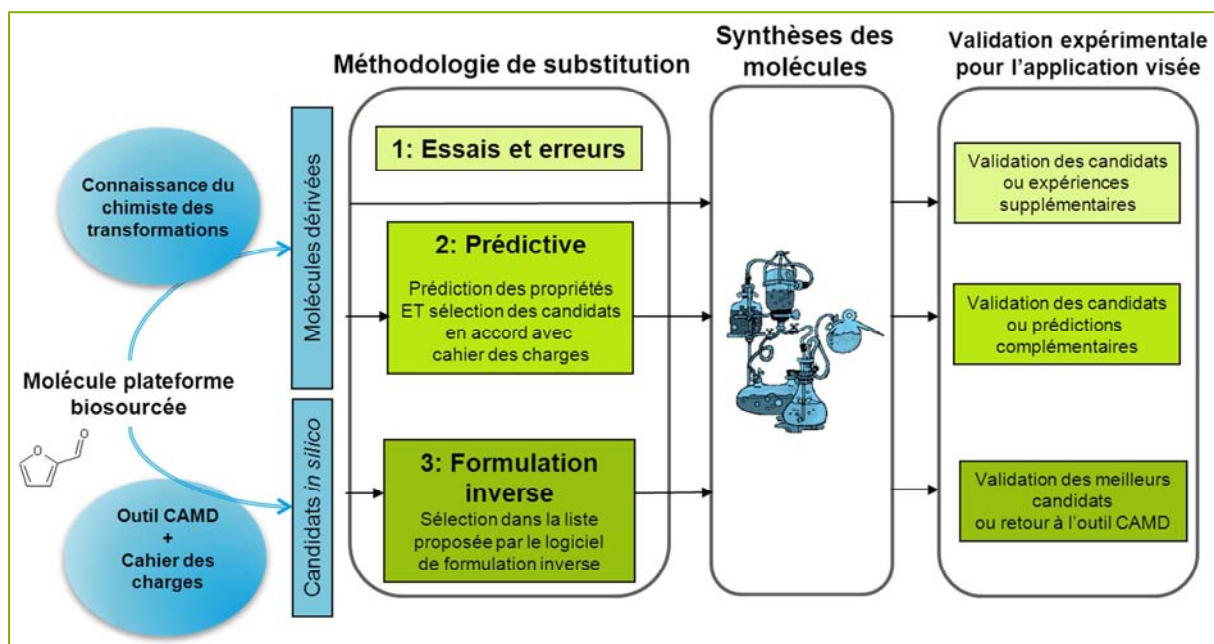 Méthodologie de substitution
Synthèses des
molécules
Validation expérimentale
pour l'application visée
Connaissance du
chimiste des
transformations
Molécule plateforme
biosourcée
O
O
Outil CAMD
+
Cahier des
charges
Molécules dérivées
Candidats in silico
1: Essais et erreurs
2: Prédictive
Prédiction des propriétés
ET sélection des candidats
en accord avec
cahier des charges
3: Formulation
inverse
Sélection dans la liste
proposée par le logiciel
de formulation inverse
Validation des candidats
ou expériences
supplémentaires
Validation des candidats
ou prédictions
complémentaires
Validation des meilleurs
candidats
ou retour à l'outil CAMD